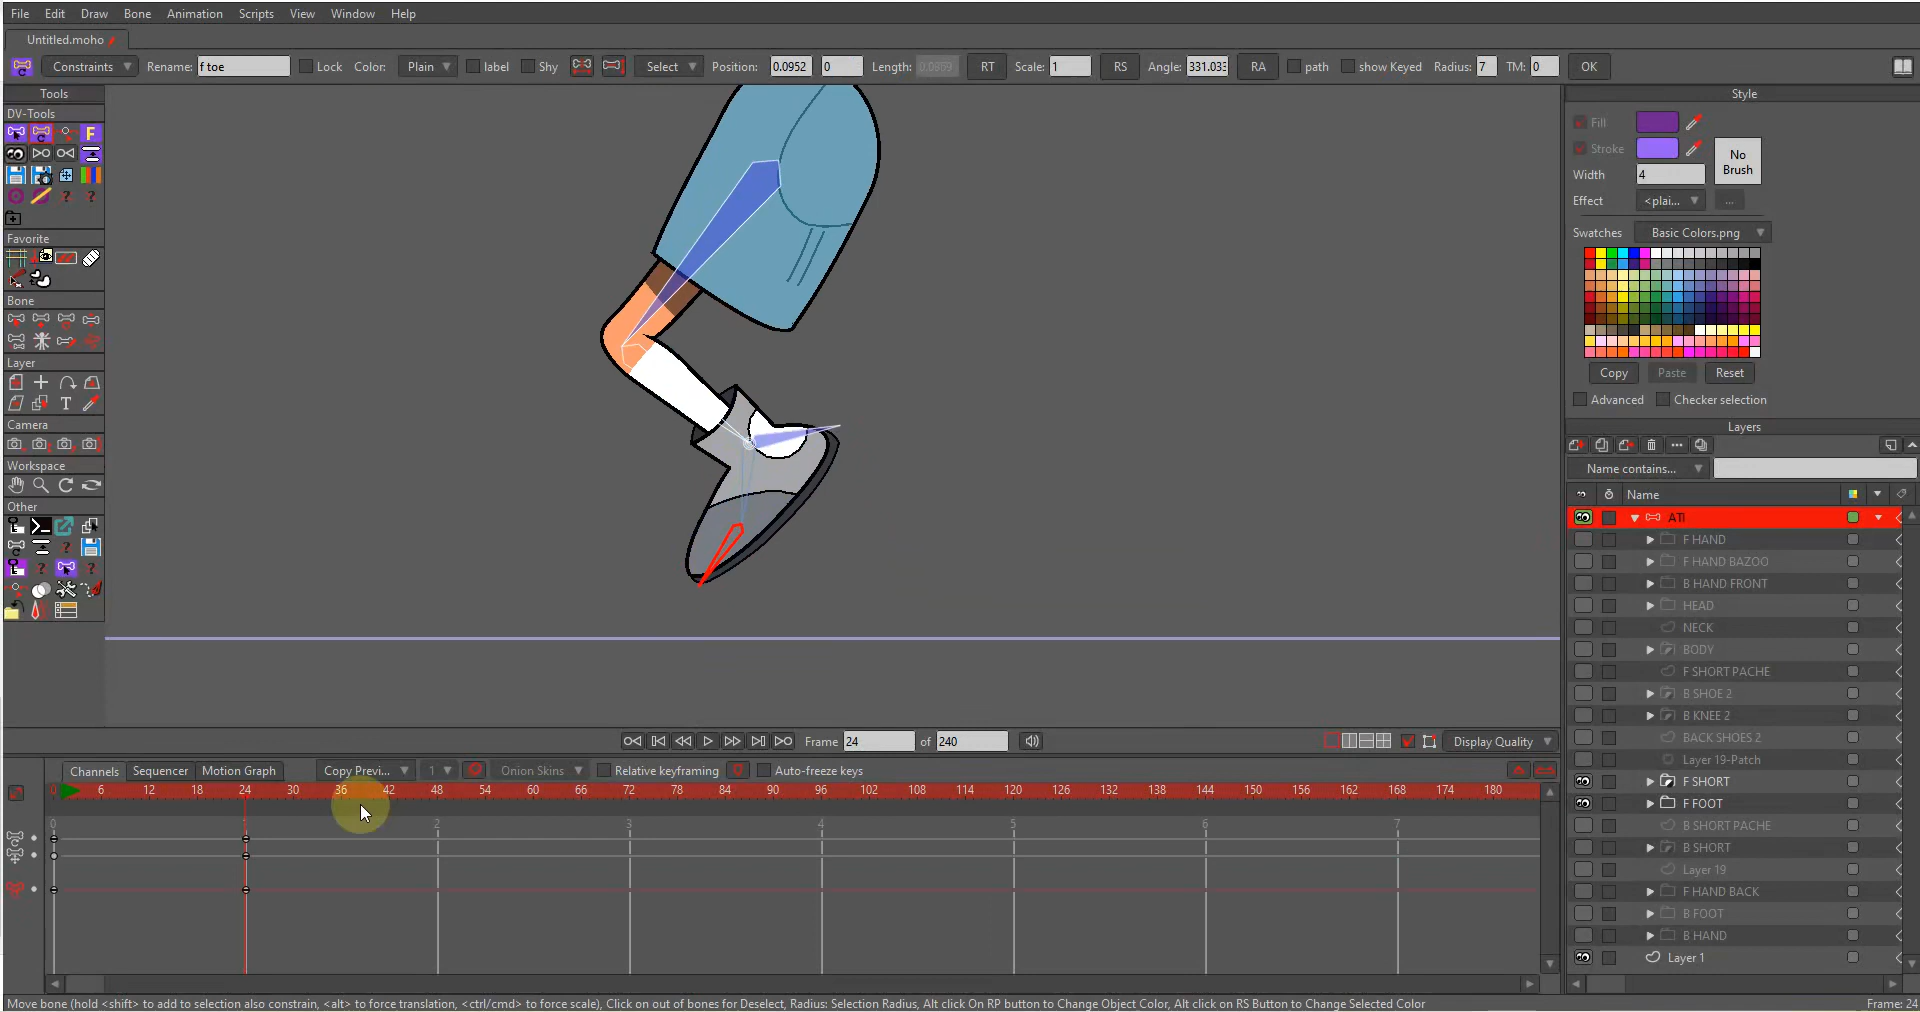 File Edit Draw Bone Animation Scripts View Window Help
Untitled.moho
Constraints Rename: f toe Lock Color: Plain label Shy Select Position: 0.0952 0 Length: 0.0859 RT Scale: 1 RS Angle: 331.033 RA path show Keyed Radius: 7 TM: 0 OK
Tools
DV-Tools
Favorite
Bone
Layer
Camera
Workspace
Other
Style
Fill
Stroke
No Brush
Width 4
Effect <plai... ...
Swatches Basic Colors.png
Copy Paste Reset
Advanced Checker selection
Layers
Name contains...
Name
ATI
F HAND
F HAND BAZOO
B HAND FRONT
HEAD
NECK
BODY
F SHORT PACHE
B SHOE 2
B KNEE 2
BACK SHOES 2
Layer 19-Patch
F SHORT
F FOOT
B SHORT PACHE
B SHORT
Layer 19
F HAND BACK
B FOOT
B HAND
Layer 1
Frame 24 of 240 Display Quality
Channels Sequencer Motion Graph Copy Previ... 1 Onion Skins Relative keyframing Auto-freeze keys
0 6 12 18 24 30 36 42 48 54 60 66 72 78 84 90 96 102 108 114 120 126 132 138 144 150 156 162 168 174 180
0 2 3 4 5 6 7
Move bone (hold <shift> to add to selection also constrain, <alt> to force translation, <ctrl/cmd> to force scale), Click on out of bones for Deselect, Radius: Selection Radius, Alt click On RP button to Change Object Color, Alt click on RS Button to Change Selected Color Frame: 24